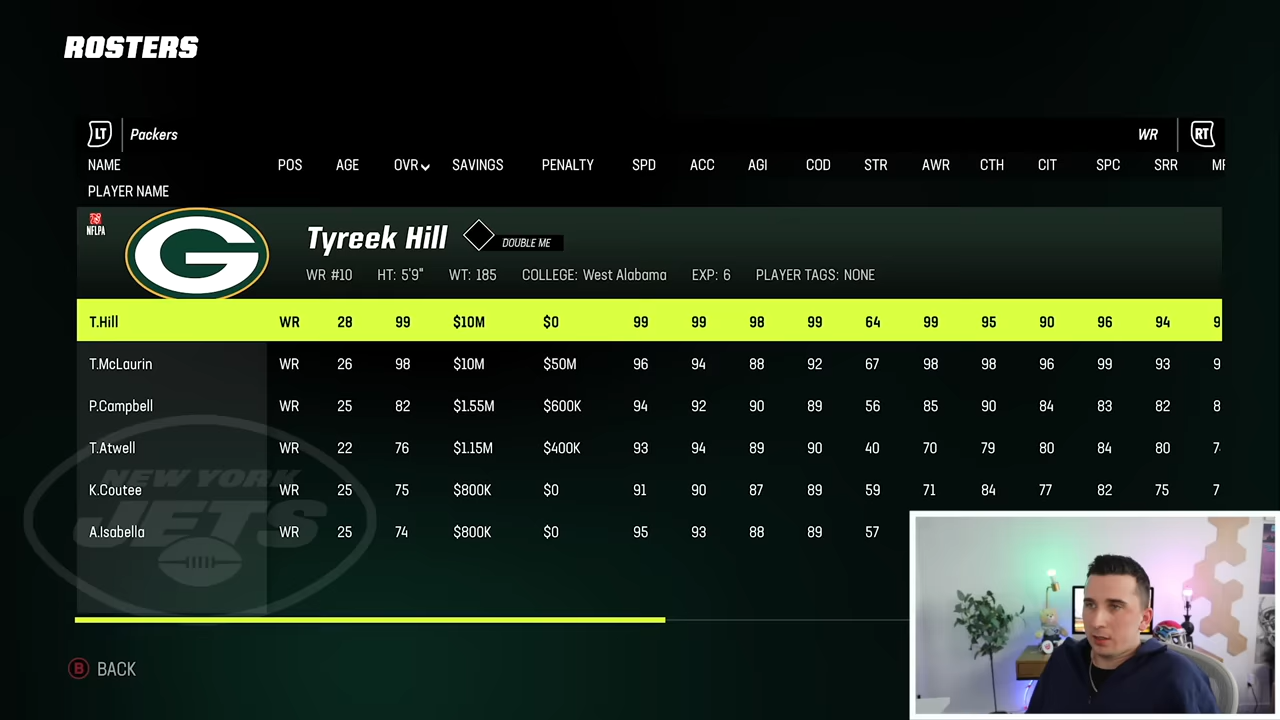 ROSTERS
LT Packers WR RT
NAME POS AGE OVR SAVINGS PENALTY SPD ACC AGI COD STR AWR CTH CIT SPC SRR
PLAYER NAME
NFLPA G Tyreek Hill DOUBLE ME
WR #10 HT: 5'9" WT: 185 COLLEGE: West Alabama EXP: 6 PLAYER TAGS: NONE
T.Hill WR 28 99 $10M $0 99 99 98 99 64 99 95 90 96 94 9
T.McLaurin WR 26 98 $10M $50M 96 94 88 92 67 98 98 96 99 93 9
P.Campbell WR 25 82 $1.55M $600K 94 92 90 89 56 85 90 84 83 82 8
T.Atwell WR 22 76 $1.15M $400K 93 94 89 90 40 70 79 80 84 80 7
K.Coutee WR 25 75 $800K $0 91 90 87 89 59 71 84 77 82 75 7
A.Isabella WR 25 74 $800K $0 95 93 88 89 57
NEW YORK
JETS
B BACK